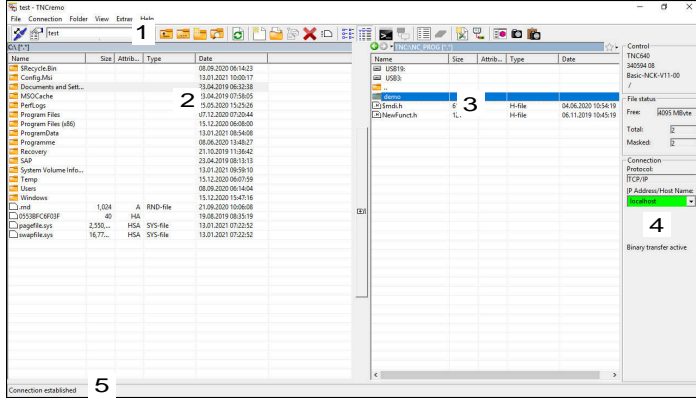 test - TNCremo
File Connection Folder View Extras Help
test
1
C:\ [*.*]
Name Size Attrib... Type Date
$Recycle.Bin 08.09.2020 06:14:23
Config.Msi 13.01.2021 10:00:17
Documents and Sett... 23.04.2019 06:32:38
MSOCache 23.04.2019 07:58:05
2
PerfLogs 25.05.2020 15:25:26
Program Files 07.12.2020 07:20:44
Program Files (x86) 15.12.2020 06:08:00
ProgramData 13.01.2021 08:54:08
Programme 08.06.2020 13:48:27
Recovery 21.10.2019 11:36:42
SAP 23.04.2019 08:13:13
System Volume Info... 13.01.2021 09:59:10
Temp 15.12.2020 06:07:59
Users 08.09.2020 06:14:04
Windows 15.12.2020 15:47:16
.rnd 1,024 A RND-file 21.09.2020 10:06:08
0553BFC6F03F 40 HA 19.08.2019 08:35:19
pagefile.sys 2,550,... HSA SYS-file 13.01.2021 07:22:52
swapfile.sys 16,77... HSA SYS-file 13.01.2021 07:22:52
TNC:\NC PROG [*.*]
Name Size Attrib... Type Date
USB19:
USB3:
..
demo
3
Smdi.h H-file 04.06.2020 10:54:19
NewFunct.h H-file 06.11.2019 10:45:19
Control
TNC640
340594 08
Basic-NCK-V11-00
/
File status
Free: 4095 MByte
Total: 2
Masked: 2
Connection
Protocol:
TCP/IP
IP Address/Host Name:
localhost
4
Binary transfer active
Connection established
5